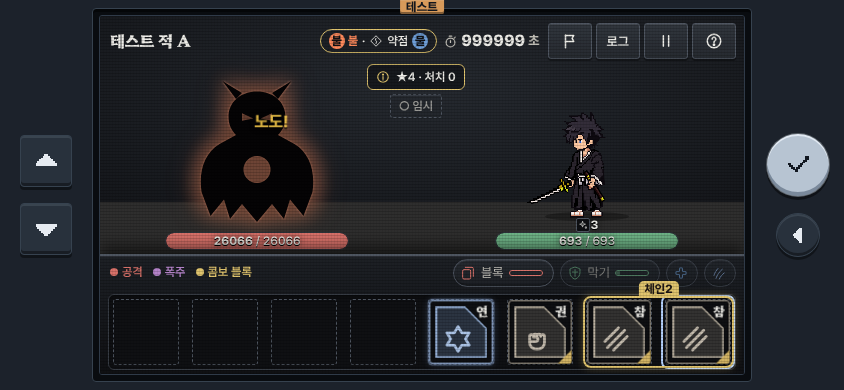 테스트
테스트 적 A
불 불 · 약점 물
999999 초
로그
★4 · 처치 0
임시
노도!
3
26066 / 26066
693 / 693
공격 폭주 콤보 블록
블록
막기
체인2
연
권
참
참